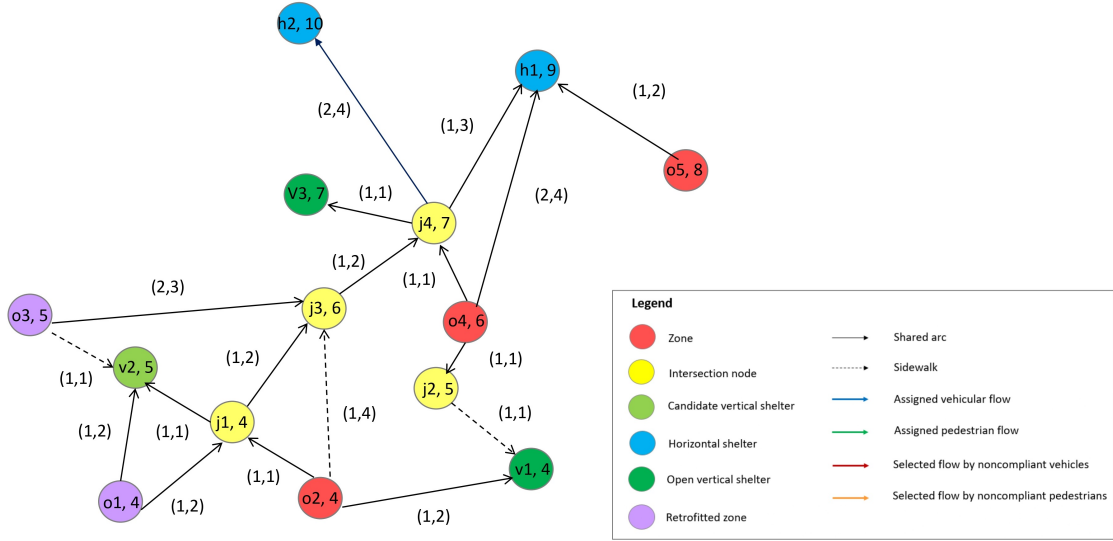 h2, 10
h1, 9
(1,2)
(2,4)
(1,3)
o5, 8
V3, 7
(1,1)
(2,4)
j4, 7
(1,2)
(1,1)
(2,3)
j3, 6
o3, 5
o4, 6
(1,2)
(1,1)
v2, 5
(1,1)
j2, 5
(1,1)
(1,2)
(1,1)
j1, 4
(1,4)
(1,1)
v1, 4
o1, 4
(1,2)
o2, 4
(1,2)
Legend
Zone
Intersection node
Candidate vertical shelter
Horizontal shelter
Open vertical shelter
Retrofitted zone
Shared arc
Sidewalk
Assigned vehicular flow
Assigned pedestrian flow
Selected flow by noncompliant vehicles
Selected flow by noncompliant pedestrians